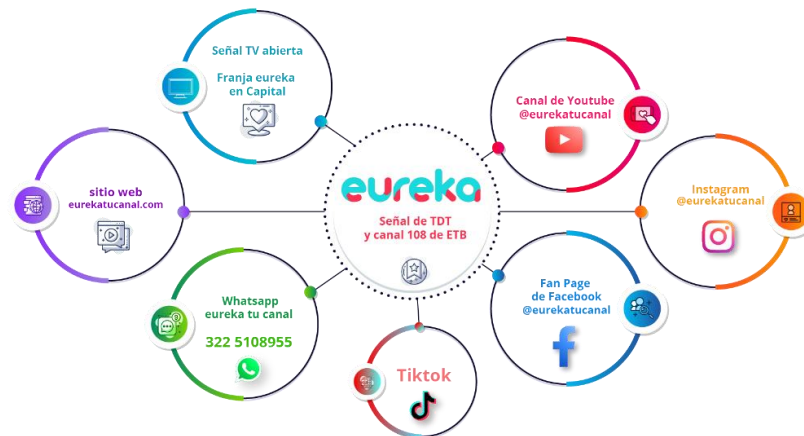 Señal TV abierta
Franja eureka
en Capital
Canal de Youtube
@eurekatucanal
sitio web
eurekatucanal.com
eureka
Señal de TDT
y canal 108 de ETB
Instagram
@eurekatucanal
Whatsapp
eureka tu canal
322 5108955
Fan Page
de Facebook
@eurekatucanal
Tiktok